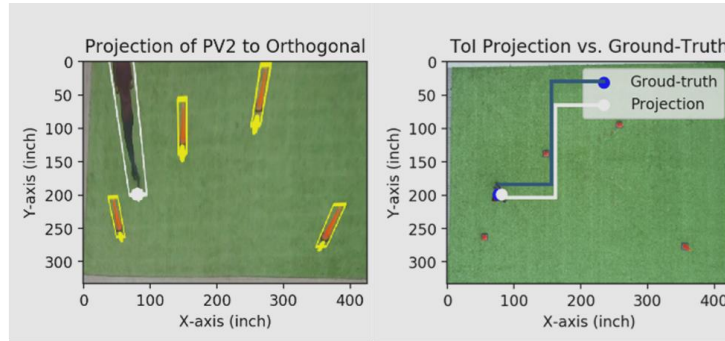 Projection of PV2 to Orthogonal
0
50
100
150
200
250
300
Y-axis (inch)
0 100 200 300 400
X-axis (inch)
ToI Projection vs. Ground-Truth
Groud-truth
Projection
0
50
100
150
200
250
300
Y-axis (inch)
0 100 200 300 400
X-axis (inch)